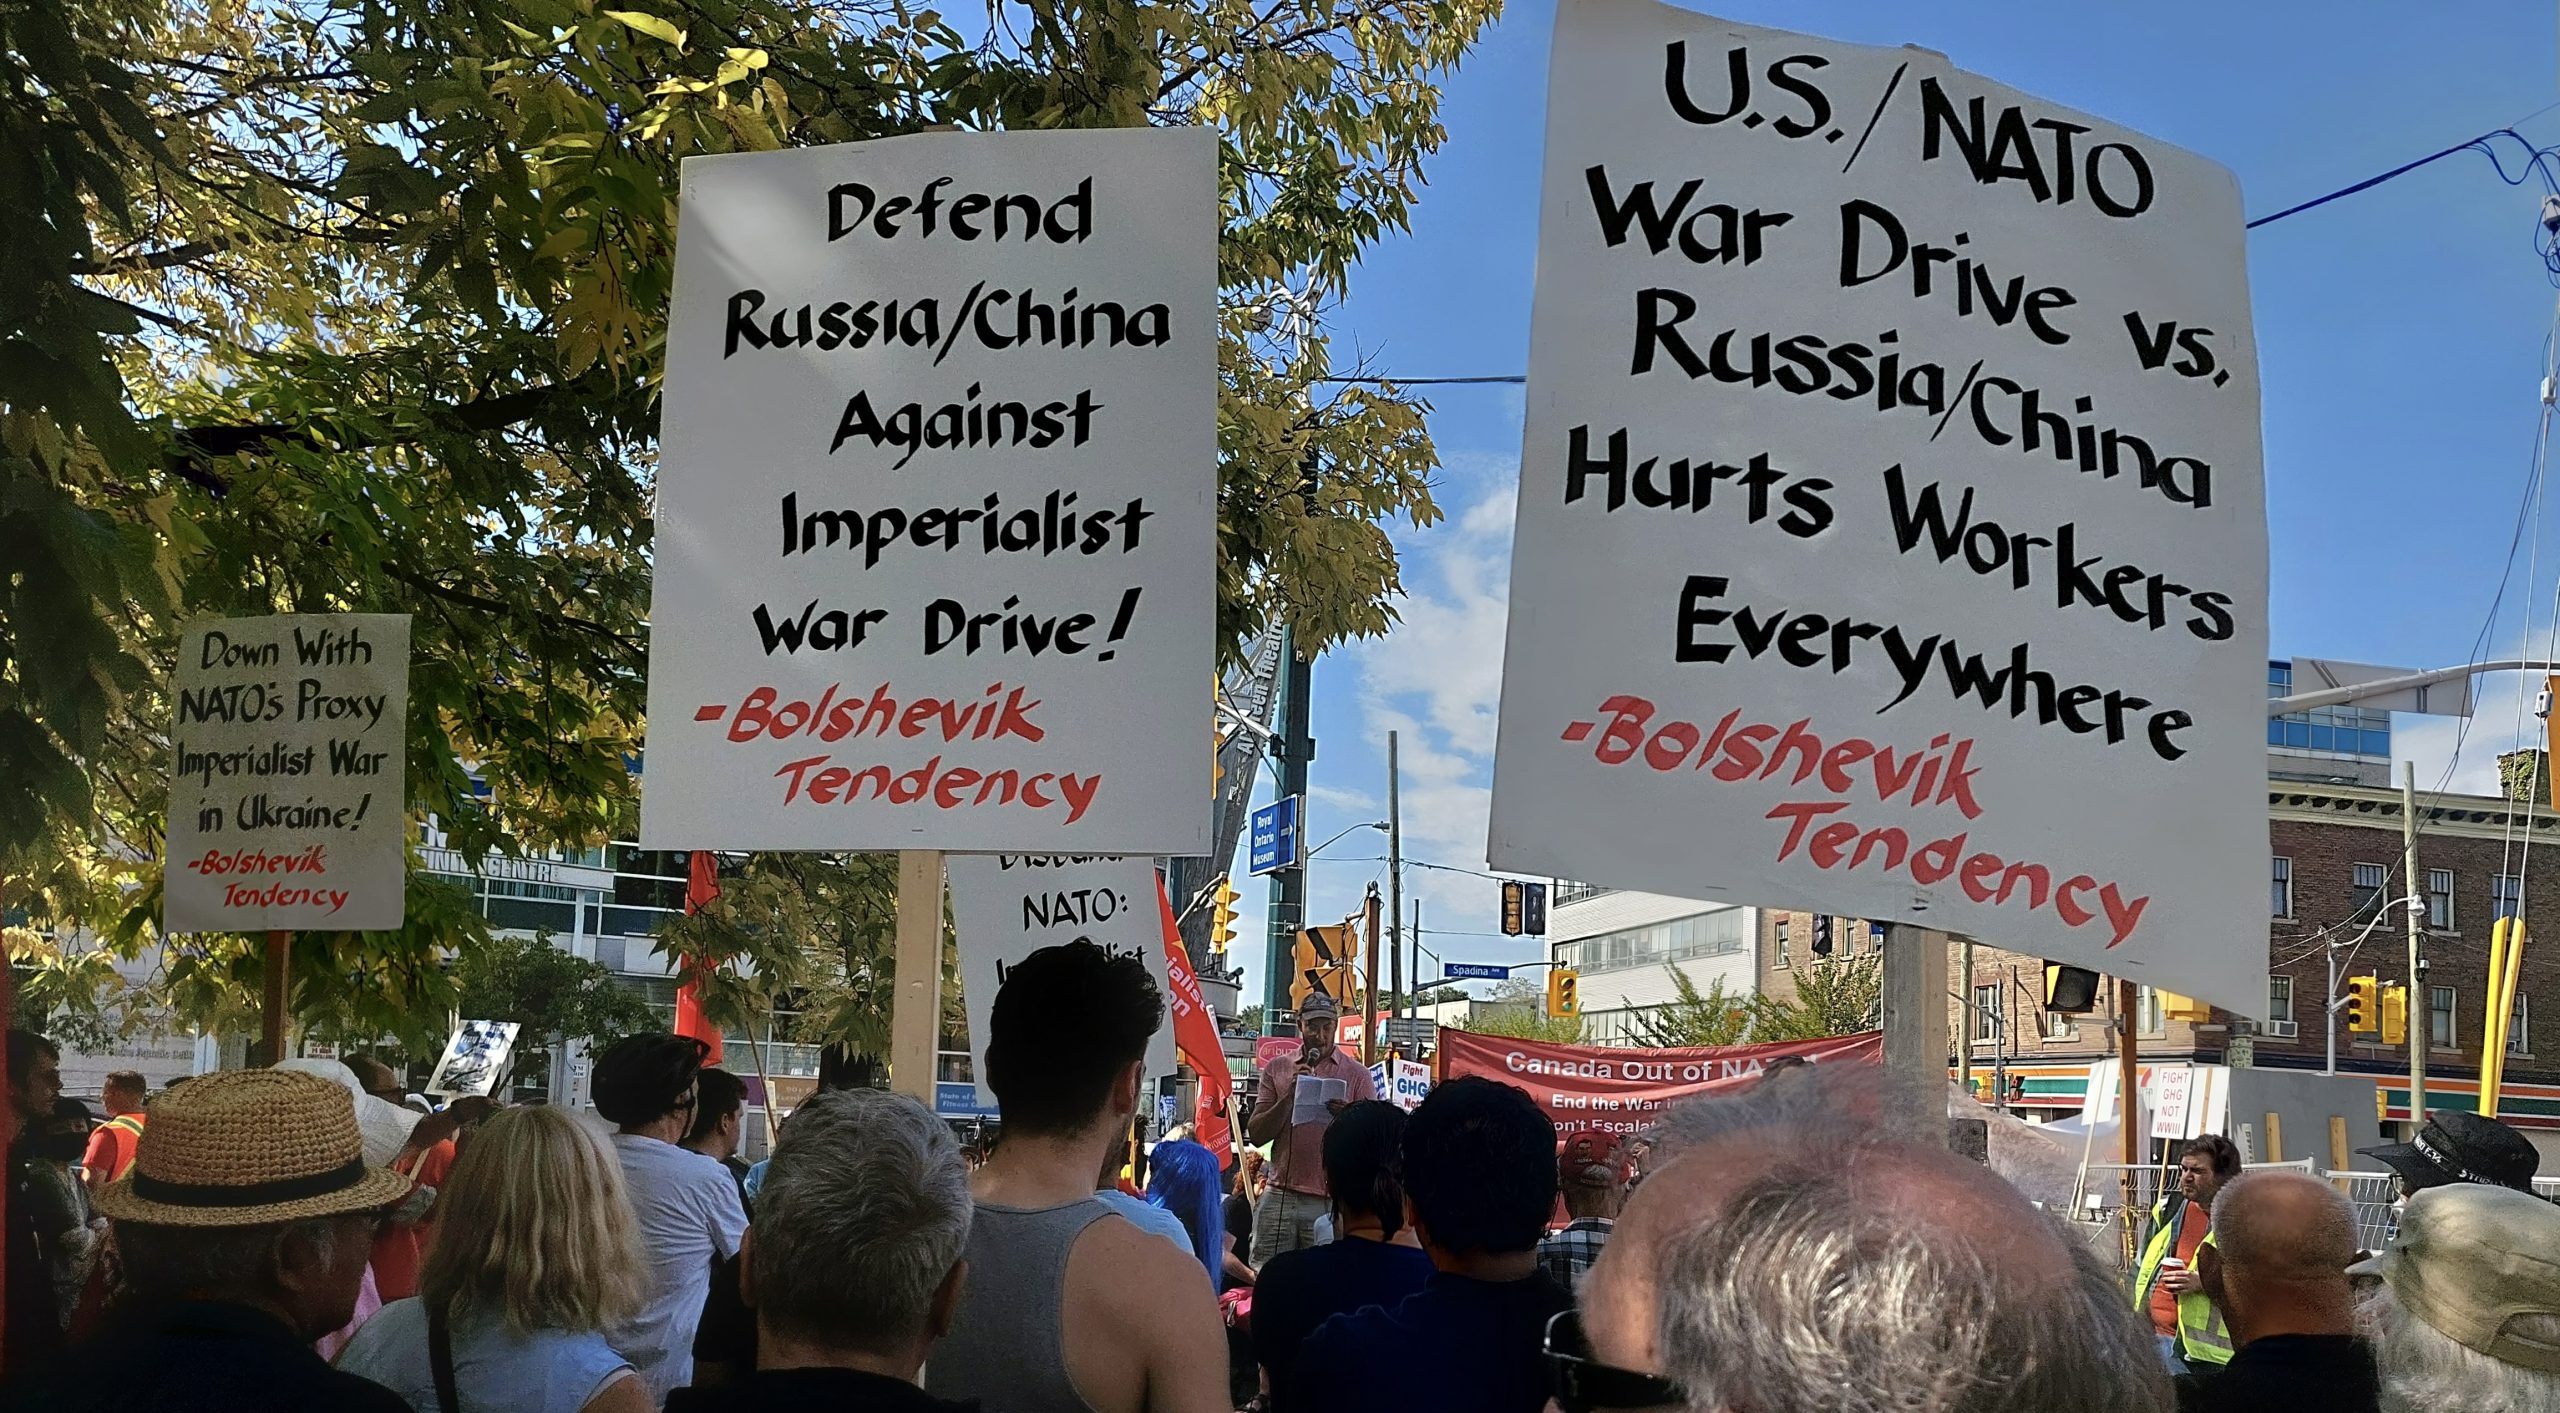 Down With
NATO's Proxy
Imperialist War
in Ukraine!
-Bolshevik
Tendency
Defend
Russia/China
Against
Imperialist
War Drive!
-Bolshevik
Tendency
NATO:
U.S./NATO
War Drive vs.
Russia/China
Hurts Workers
Everywhere
-Bolshevik
Tendency
Royal
Ontario
Museum
Spadina Ave
Canada Out of
End the War
Fight
GHG
FIGHT
GHG
NOT
WWIII